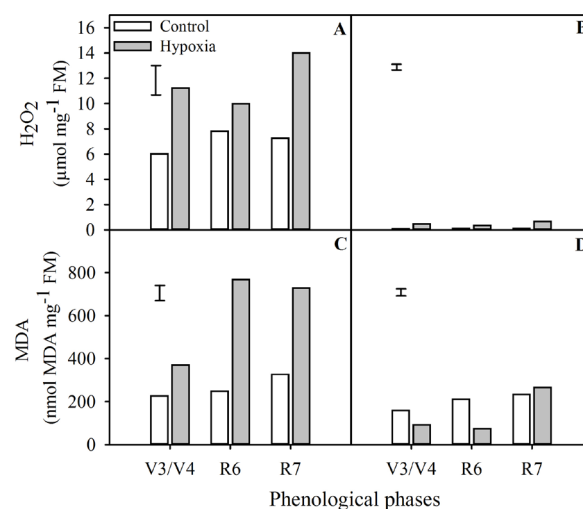 16
14
12
10
8
6
4
2
0
H2O2
(μmol mg-1 FM)
Control
Hypoxia
A
B
800
600
400
200
0
MDA
(nmol MDA mg-1 FM)
C
D
V3/V4 R6 R7 V3/V4 R6 R7
Phenological phases